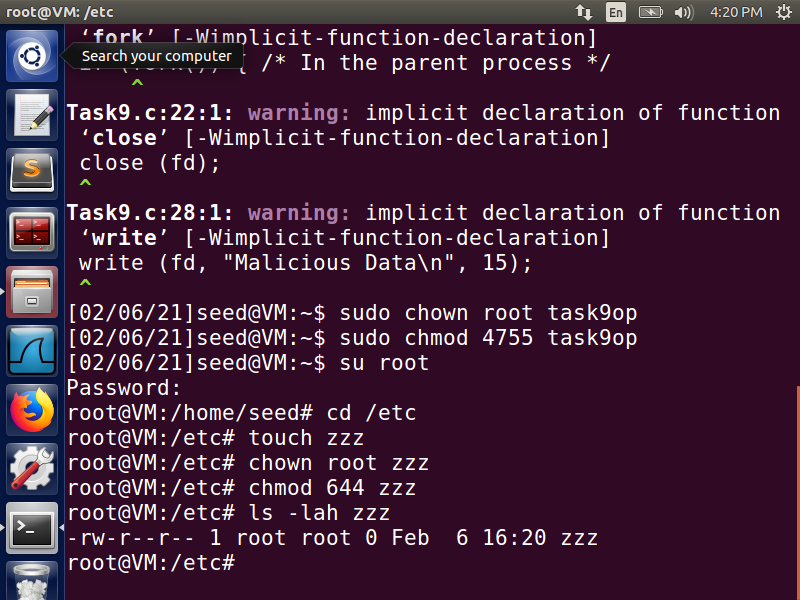 root@VM: /etc
En
4:20 PM
Search your computer
‘fork’ [-Wimplicit-function-declaration]
{ /* In the parent process */
^
Task9.c:22:1: warning: implicit declaration of function
‘close’ [-Wimplicit-function-declaration]
close (fd);
^
Task9.c:28:1: warning: implicit declaration of function
‘write’ [-Wimplicit-function-declaration]
write (fd, "Malicious Data\n", 15);
^
[02/06/21]seed@VM:~$ sudo chown root task9op
[02/06/21]seed@VM:~$ sudo chmod 4755 task9op
[02/06/21]seed@VM:~$ su root
Password:
root@VM:/home/seed# cd /etc
root@VM:/etc# touch zzz
root@VM:/etc# chown root zzz
root@VM:/etc# chmod 644 zzz
root@VM:/etc# ls -lah zzz
-rw-r--r-- 1 root root 0 Feb  6 16:20 zzz
root@VM:/etc#